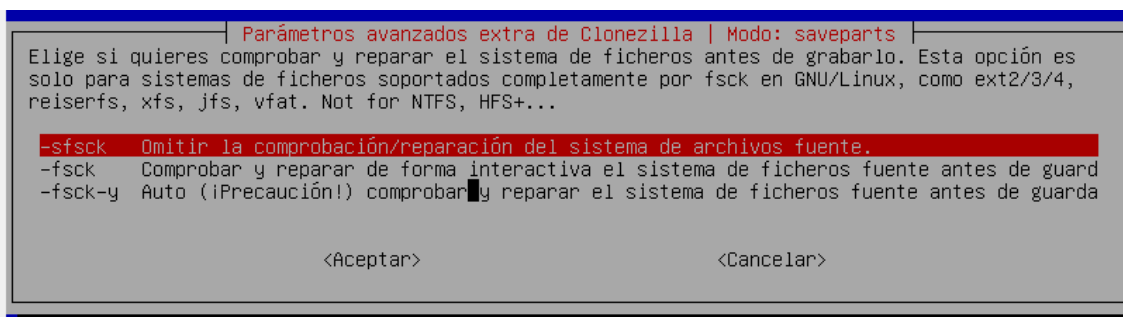 Parámetros avanzados extra de Clonezilla | Modo: saveparts
Elige si quieres comprobar y reparar el sistema de ficheros antes de grabarlo. Esta opción es
solo para sistemas de ficheros soportados completamente por fsck en GNU/Linux, como ext2/3/4,
reiserfs, xfs, jfs, vfat. Not for NTFS, HFS+...
-sfsck Omitir la comprobación/reparación del sistema de archivos fuente.
-fsck Comprobar y reparar de forma interactiva el sistema de ficheros fuente antes de guard
-fsck-y Auto (¡Precaución!) comprobar y reparar el sistema de ficheros fuente antes de guarda
<Aceptar> <Cancelar>